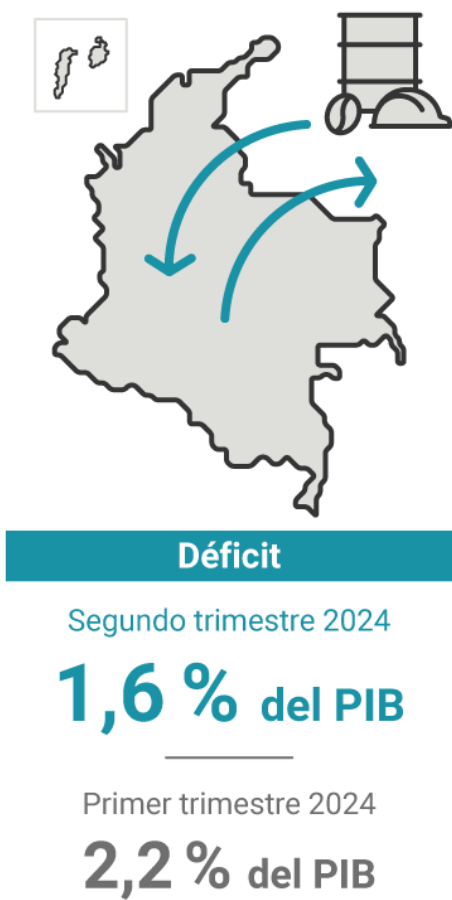 Déficit
Segundo trimestre 2024
1,6 % del PIB
Primer trimestre 2024
2,2 % del PIB